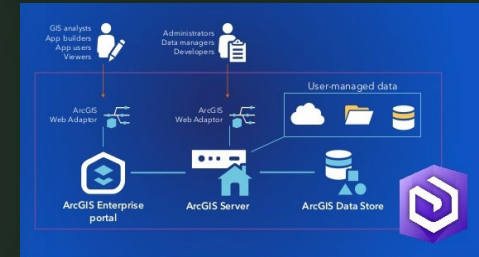 GIS analysts
App builders
App users
Viewers
Administrators
Data managers
Developers
User-managed data
ArcGIS
Web Adaptor
ArcGIS
Web Adaptor
ArcGIS Enterprise
portal
ArcGIS Server
ArcGIS Data Store